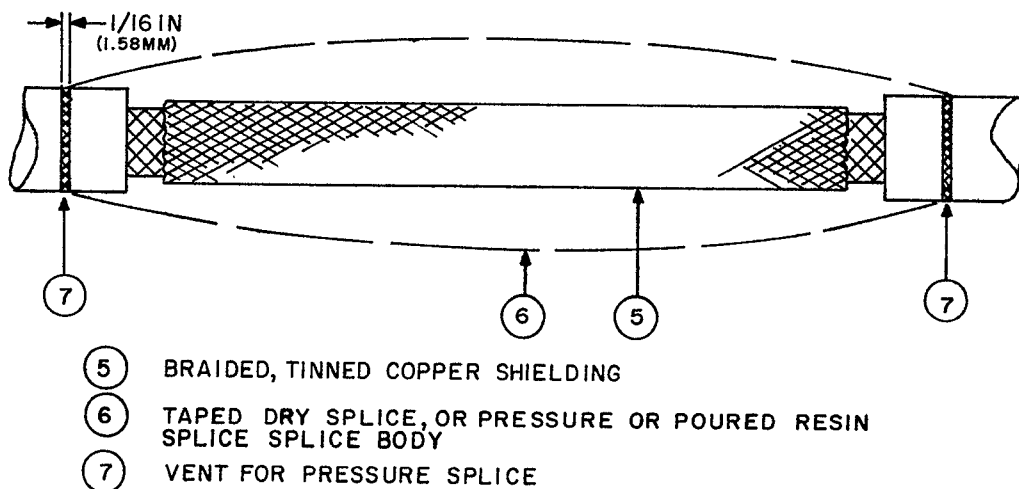 1/16 IN
(1.58MM)
7
6
5
7
5 BRAIDED, TINNED COPPER SHIELDING
6 TAPED DRY SPLICE, OR PRESSURE OR POURED RESIN
SPLICE SPLICE BODY
7 VENT FOR PRESSURE SPLICE